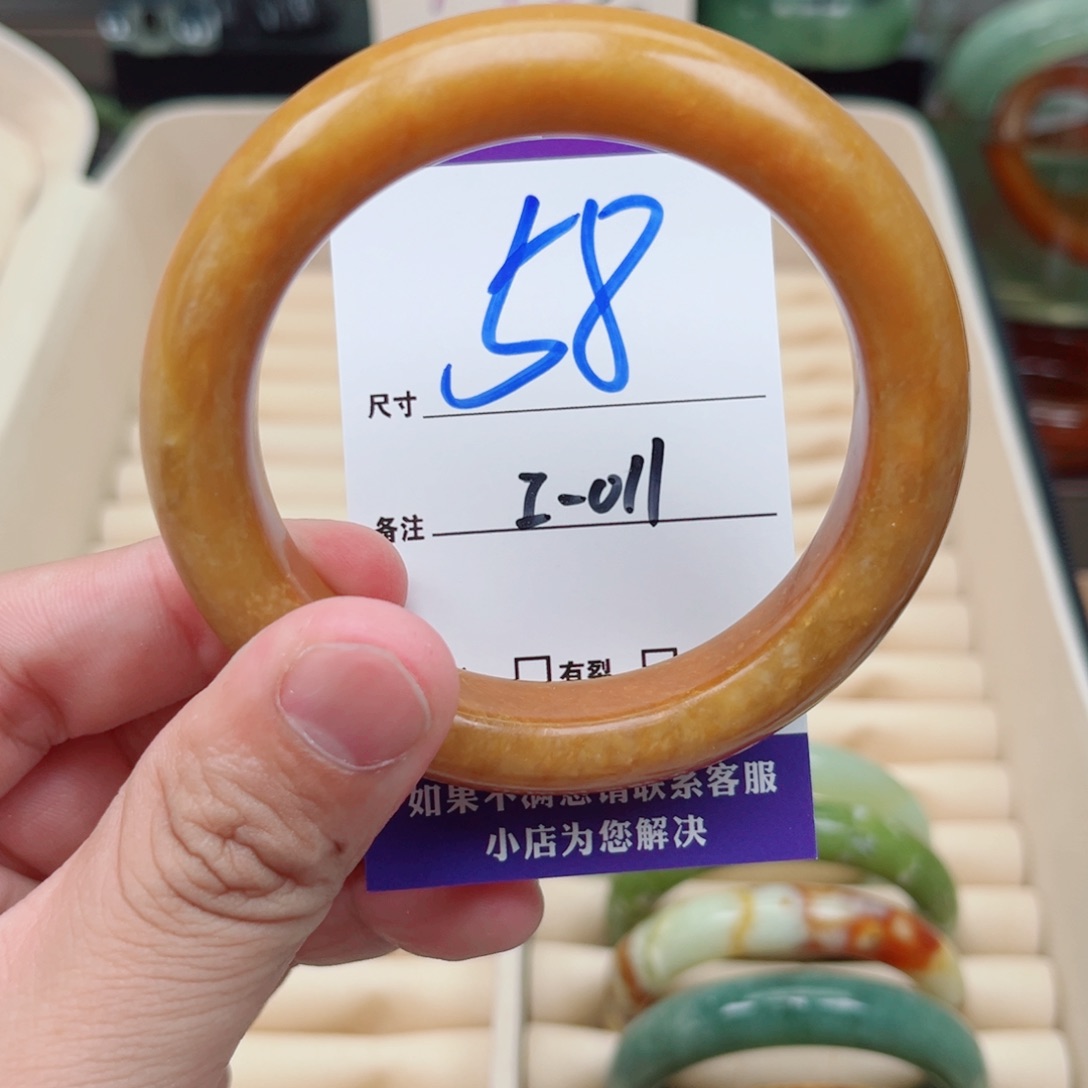 尺寸 58
备注 I-011
有裂
如果不满意请联系客服
小店为您解决